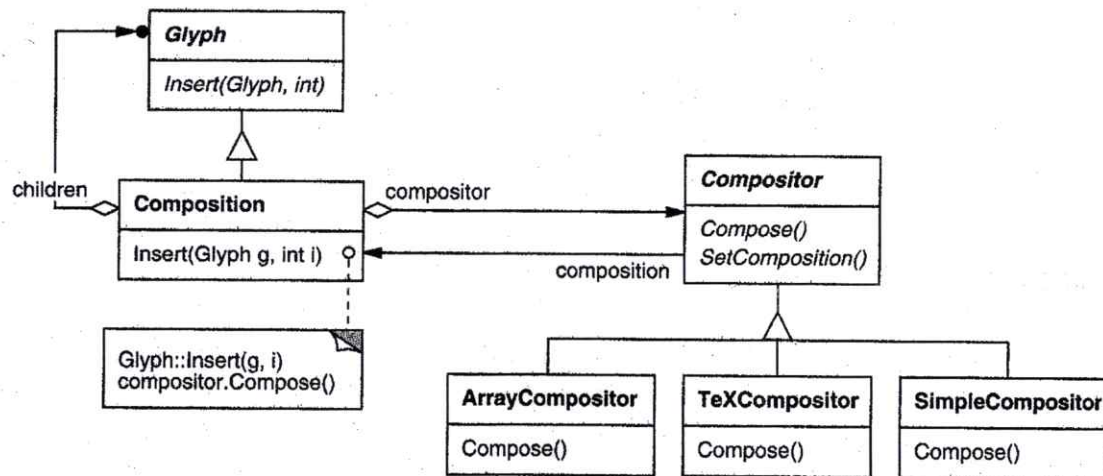 Glyph
Insert(Glyph, int)
children
Composition
compositor
Compositor
Insert(Glyph g, int i)
Compose()
SetComposition()
composition
Glyph::Insert(g, i)
compositor.Compose()
ArrayCompositor
TeXCompositor
SimpleCompositor
Compose()
Compose()
Compose()